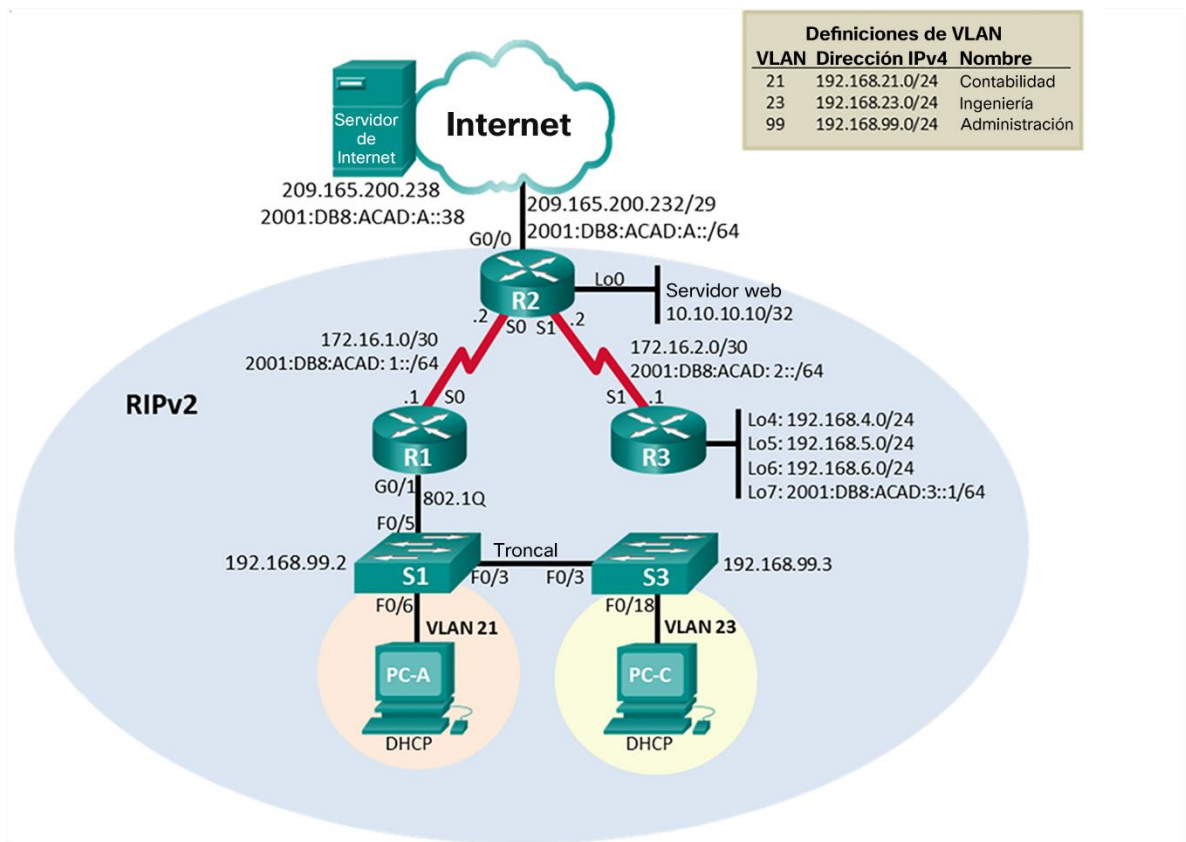 Definiciones de VLAN
VLAN Dirección IPv4 Nombre
21 192.168.21.0/24 Contabilidad
23 192.168.23.0/24 Ingeniería
99 192.168.99.0/24 Administración
Servidor
de
Internet
Internet
209.165.200.238
2001:DB8:ACAD:A::38
209.165.200.232/29
2001:DB8:ACAD:A::/64
G0/0
R2
Lo0
Servidor web
10.10.10.10/32
.2
S0
S1
.2
172.16.1.0/30
2001:DB8:ACAD: 1::/64
172.16.2.0/30
2001:DB8:ACAD: 2::/64
RIPv2
.1
S0
S1
.1
R1
R3
Lo4: 192.168.4.0/24
Lo5: 192.168.5.0/24
Lo6: 192.168.6.0/24
Lo7: 2001:DB8:ACAD:3::1/64
G0/1
802.1Q
F0/5
192.168.99.2
S1
Troncal
F0/3
F0/3
S3
192.168.99.3
F0/6
F0/18
VLAN 21
VLAN 23
PC-A
PC-C
DHCP
DHCP